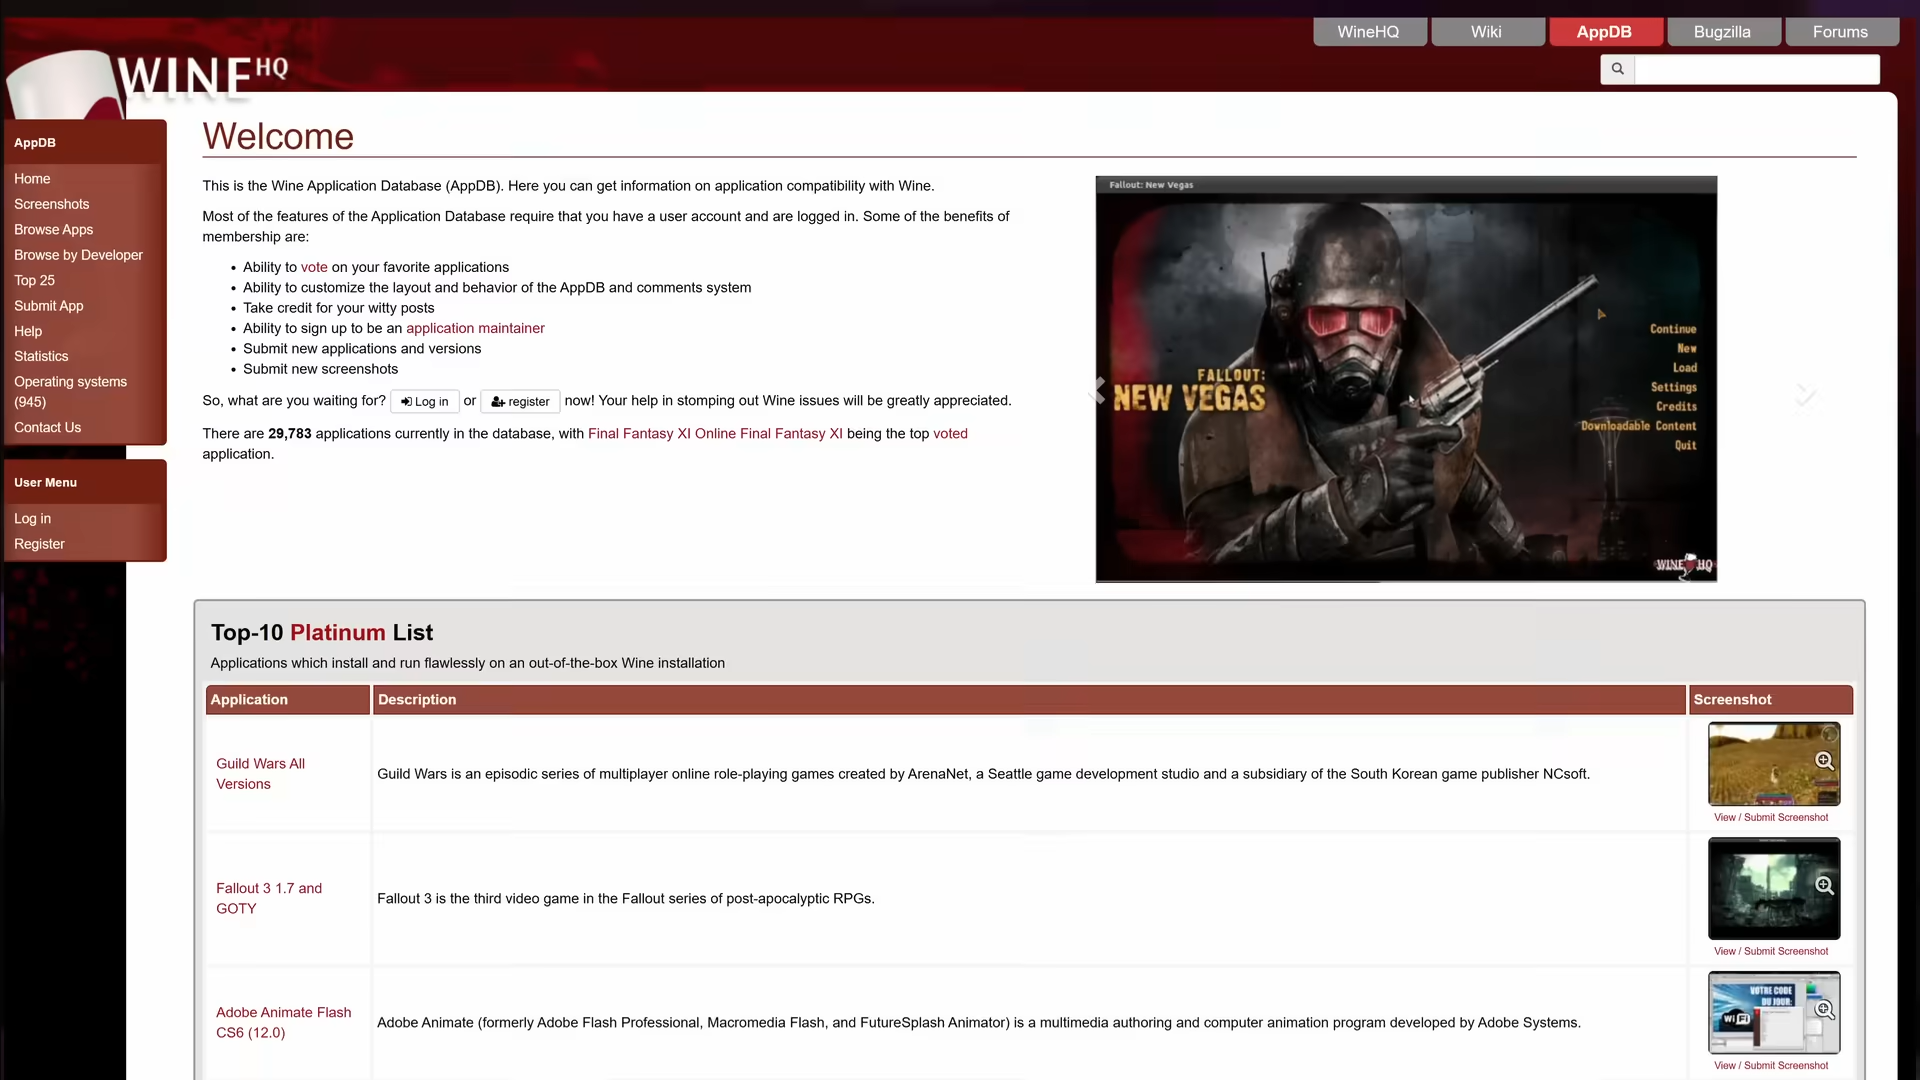 WineHQ
Wiki
AppDB
Bugzilla
Forums
WINE HQ
AppDB
Home
Screenshots
Browse Apps
Browse by Developer
Top 25
Submit App
Help
Statistics
Operating systems
(945)
Contact Us
User Menu
Log in
Register
Welcome
This is the Wine Application Database (AppDB). Here you can get information on application compatibility with Wine.
Most of the features of the Application Database require that you have a user account and are logged in. Some of the benefits of
membership are:
• Ability to vote on your favorite applications
• Ability to customize the layout and behavior of the AppDB and comments system
• Take credit for your witty posts
• Ability to sign up to be an application maintainer
• Submit new applications and versions
• Submit new screenshots
So, what are you waiting for? Log in or register now! Your help in stomping out Wine issues will be greatly appreciated.
There are 29,783 applications currently in the database, with Final Fantasy XI Online Final Fantasy XI being the top voted
application.
Fallout: New Vegas
FALLOUT:
NEW VEGAS
Continue
New
Load
Settings
Credits
Downloadable Content
Quit
WINE HQ
Top-10 Platinum List
Applications which install and run flawlessly on an out-of-the-box Wine installation
Application
Description
Screenshot
Guild Wars All
Versions
Guild Wars is an episodic series of multiplayer online role-playing games created by ArenaNet, a Seattle game development studio and a subsidiary of the South Korean game publisher NCsoft.
View / Submit Screenshot
Fallout 3 1.7 and
GOTY
Fallout 3 is the third video game in the Fallout series of post-apocalyptic RPGs.
View / Submit Screenshot
Adobe Animate Flash
CS6 (12.0)
Adobe Animate (formerly Adobe Flash Professional, Macromedia Flash, and FutureSplash Animator) is a multimedia authoring and computer animation program developed by Adobe Systems.
VOTRE CODE
DU JOUR:
WiFi
View / Submit Screenshot